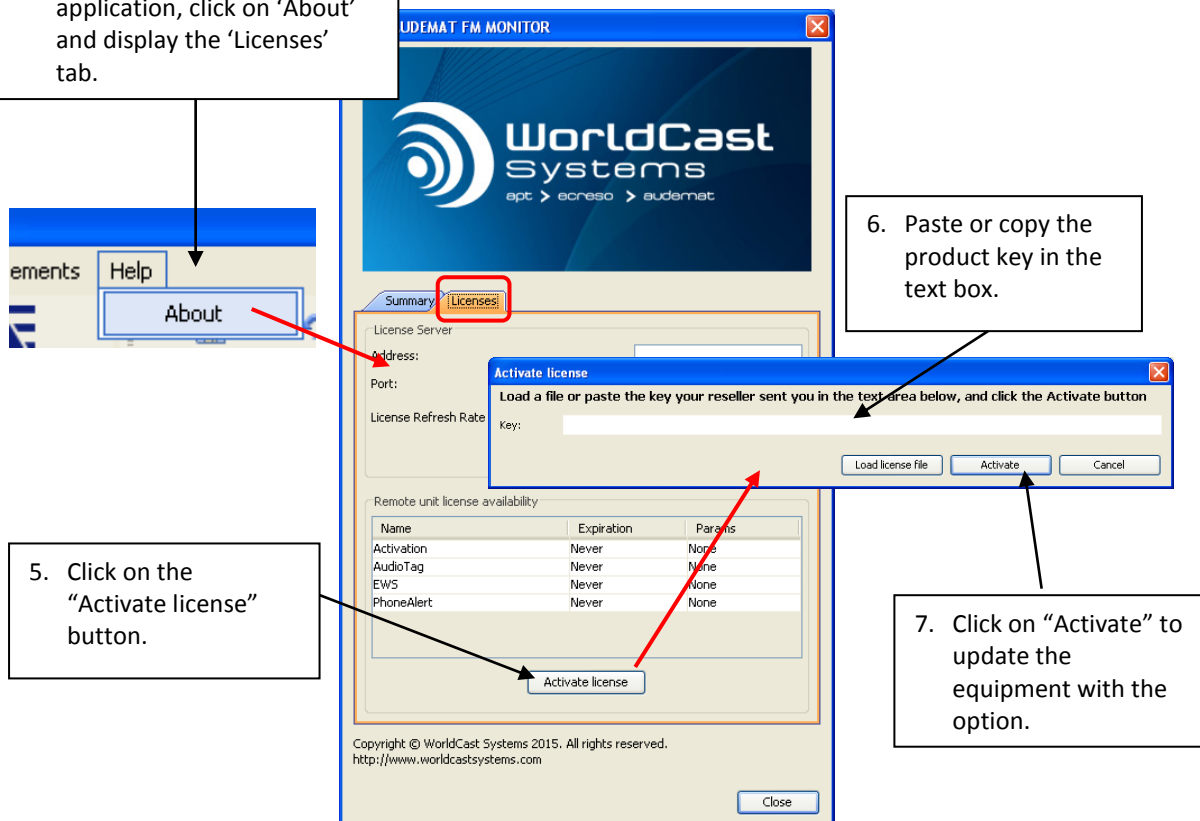 application, click on ‘About’
and display the ‘Licenses’
tab.
UDEMAT FM MONITOR
WorldCast
Systems
apt > ecreso > audemat
ements Help
About
6. Paste or copy the
product key in the
text box.
Summary Licenses
License Server
Address:
Port:
License Refresh Rate
Activate license
Load a file or paste the key your reseller sent you in the text area below, and click the Activate button
Key:
Load license file Activate Cancel
Remote unit license availability
Name Expiration Params
Activation Never None
AudioTag Never None
EWS Never None
PhoneAlert Never None
5. Click on the
“Activate license”
button.
Activate license
7. Click on “Activate” to
update the
equipment with the
option.
Copyright © WorldCast Systems 2015. All rights reserved.
http://www.worldcastsystems.com
Close